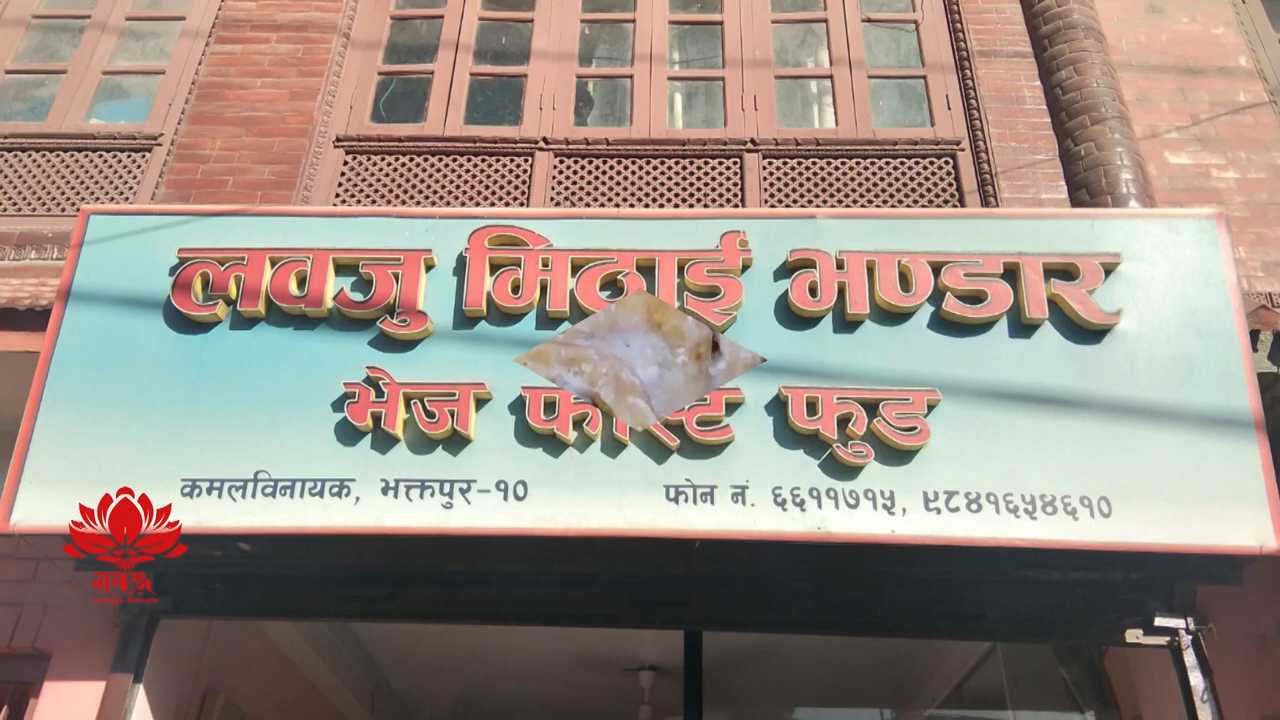 लवजु मिठाई भण्डार
भेज फास्ट फुड
कमलविनायक, भक्तपुर-१०
फोन नं. ६६११७१५, ९८४१६५४६१०